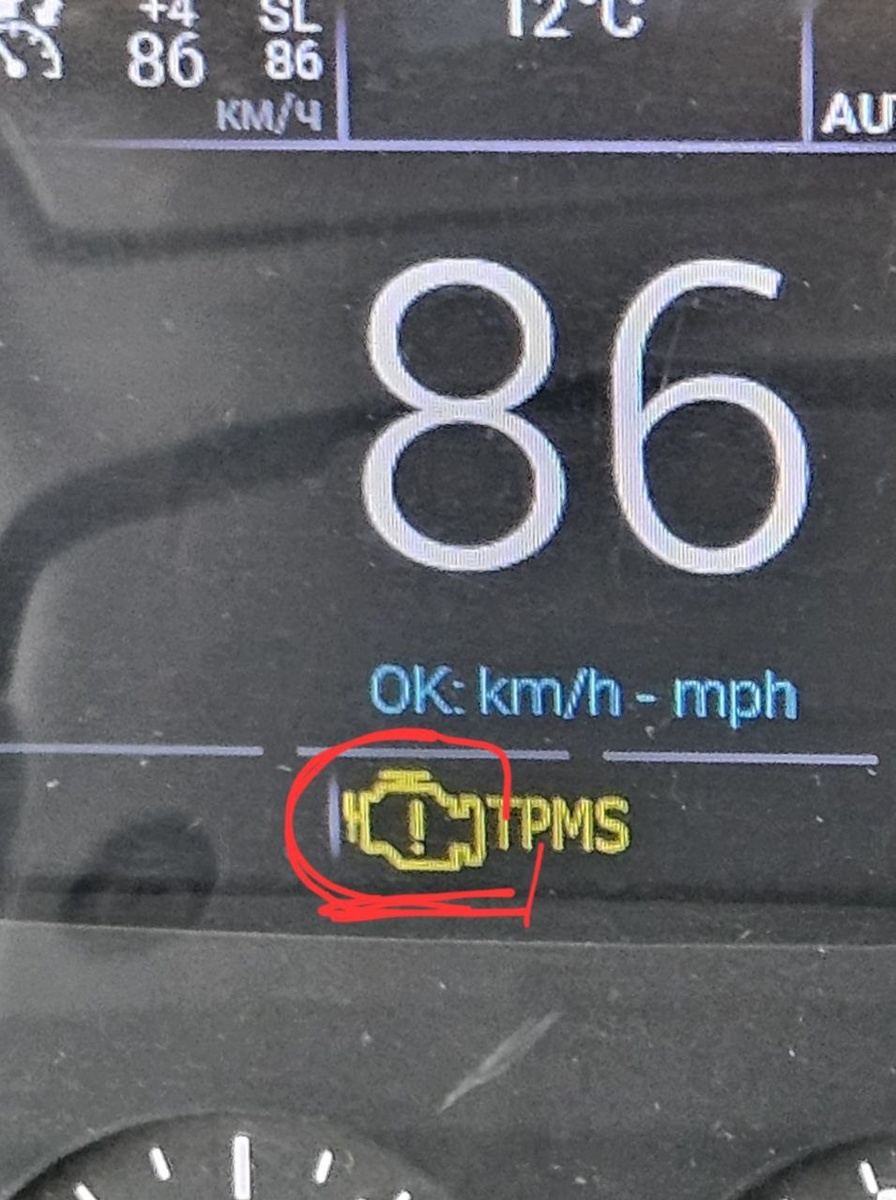 +4 SL
86 86
км/ч
12°C
AU
86
OK: km/h - mph
TPMS